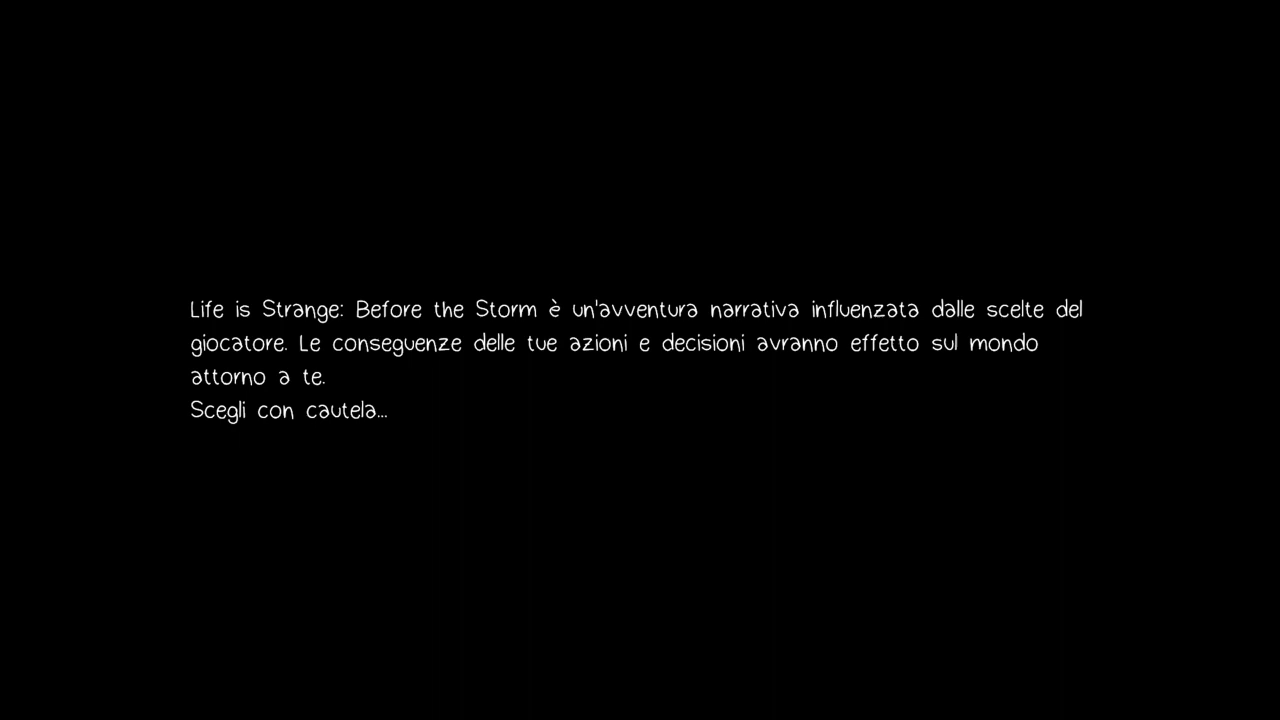 Life is Strange: Before the Storm è un'avventura narrativa influenzata dalle scelte del
giocatore. Le conseguenze delle tue azioni e decisioni avranno effetto sul mondo
attorno a te.
Scegli con cautela...